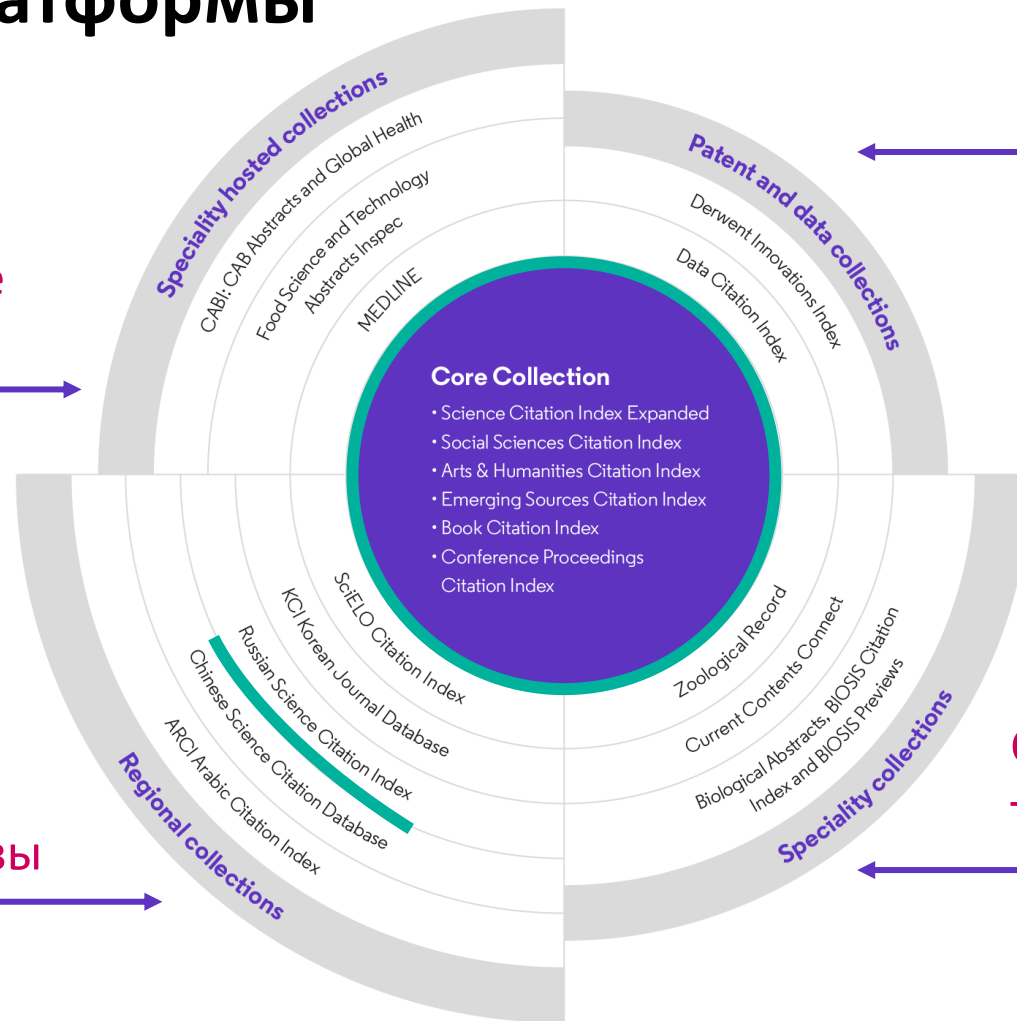 атформы
Speciality hosted collections
CABI: CAB Abstracts and Global Health
Food Science and Technology
Abstracts Inspec
MEDLINE
Patent and data collections
Derwent Innovations Index
Data Citation Index
е
Core Collection
• Science Citation Index Expanded
• Social Sciences Citation Index
• Arts & Humanities Citation Index
• Emerging Sources Citation Index
• Book Citation Index
• Conference Proceedings
Citation Index
SciELO Citation Index
KCI Korean Journal Database
Russian Science Citation Index
Chinese Science Citation Database
ARCI Arabic Citation Index
Regional collections
зы
Zoological Record
Current Contents Connect
Biological Abstracts, BIOSIS Citation
Index and BIOSIS Previews
Speciality collections